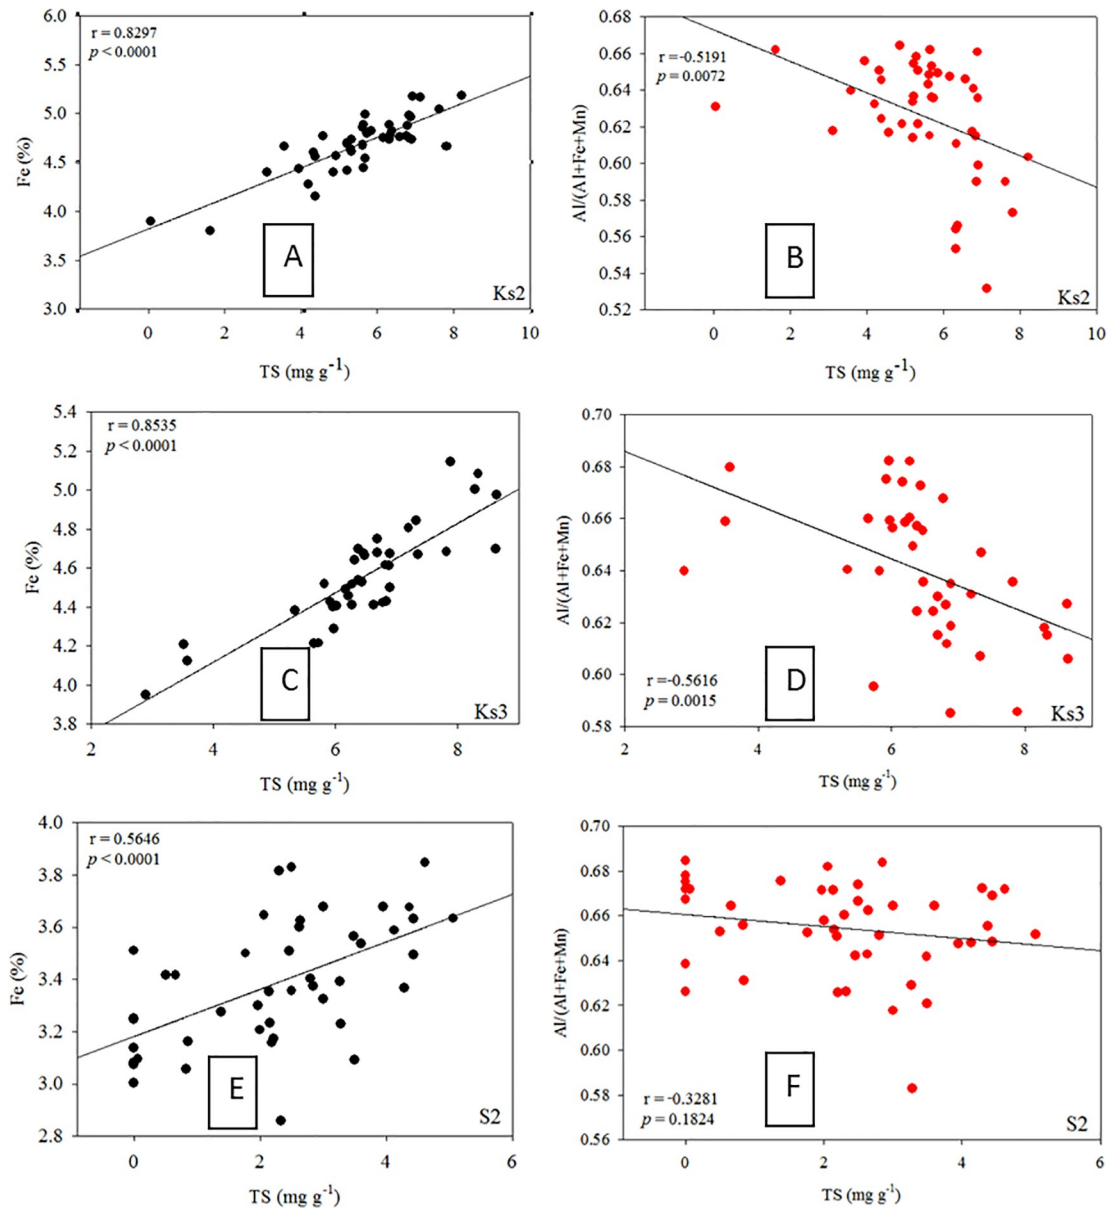 r = 0.8297
p < 0.0001
6.0
5.5
5.0
4.5
4.0
3.5
3.0
Fe (%)
A
Ks2
0 2 4 6 8 10
TS (mg g-1)
0.68
0.66
0.64
0.62
0.60
0.58
0.56
0.54
0.52
Al/(Al+Fe+Mn)
r =-0.5191
p = 0.0072
B
Ks2
0 2 4 6 8 10
TS (mg g-1)
5.4
5.2
5.0
4.8
4.6
4.4
4.2
4.0
3.8
Fe (%)
r = 0.8535
p < 0.0001
C
Ks3
2 4 6 8
TS (mg g-1)
0.70
0.68
0.66
0.64
0.62
0.60
0.58
Al/(Al+Fe+Mn)
r =-0.5616
p = 0.0015
D
Ks3
2 4 6 8
TS (mg g-1)
4.0
3.8
3.6
3.4
3.2
3.0
2.8
Fe (%)
r = 0.5646
p < 0.0001
E
S2
0 2 4 6
TS (mg g-1)
0.70
0.68
0.66
0.64
0.62
0.60
0.58
0.56
Al/(Al+Fe+Mn)
r = -0.3281
p = 0.1824
F
S2
0 2 4 6
TS (mg g-1)